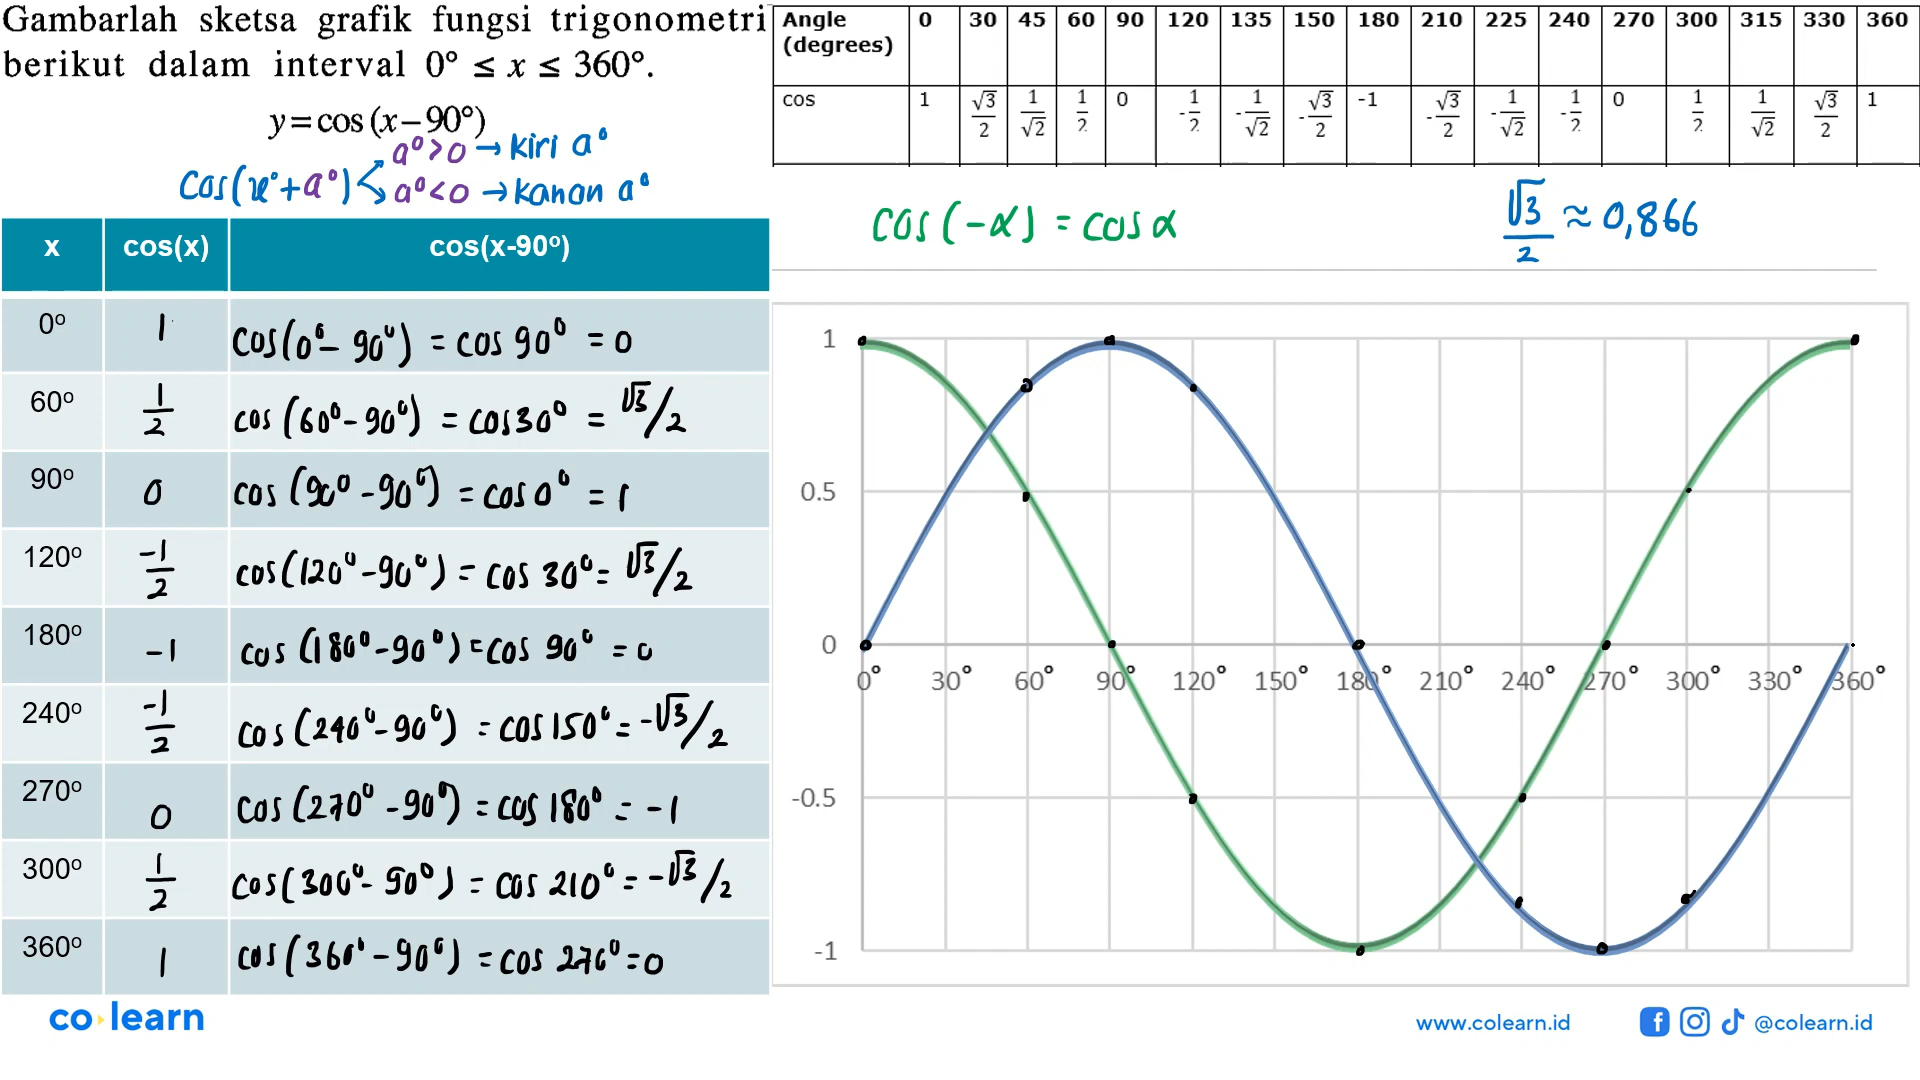 Gambarlah sketsa grafik fungsi trigonometri
berikut dalam interval 0° ≤ x ≤ 360°.
y = cos (x – 90°)
cos(x° + a°) a° > 0 → kiri a°
a° < 0 → kanan a°
Angle (degrees) 0 30 45 60 90 120 135 150 180 210 225 240 270 300 315 330 360
cos 1 √3/2 1/√2 1/2 0 -1/2 -1/√2 -√3/2 -1 -√3/2 -1/√2 -1/2 0 1/2 1/√2 √3/2 1
cos(-α) = cos α
√3/2 ≈ 0,866
x cos(x) cos(x-90°)
0° 1 cos(0° - 90°) = cos 90° = 0
60° 1/2 cos(60° - 90°) = cos 30° = √3/2
90° 0 cos(90° - 90°) = cos 0° = 1
120° -1/2 cos(120° - 90°) = cos 30° = √3/2
180° -1 cos(180° - 90°) = cos 90° = 0
240° -1/2 cos(240° - 90°) = cos 150° = -√3/2
270° 0 cos(270° - 90°) = cos 180° = -1
300° 1/2 cos(300° - 90°) = cos 210° = -√3/2
360° 1 cos(360° - 90°) = cos 270° = 0
1
0.5
0
0° 30° 60° 90° 120° 150° 180° 210° 240° 270° 300° 330° 360°
-0.5
-1
co learn
www.colearn.id
@colearn.id